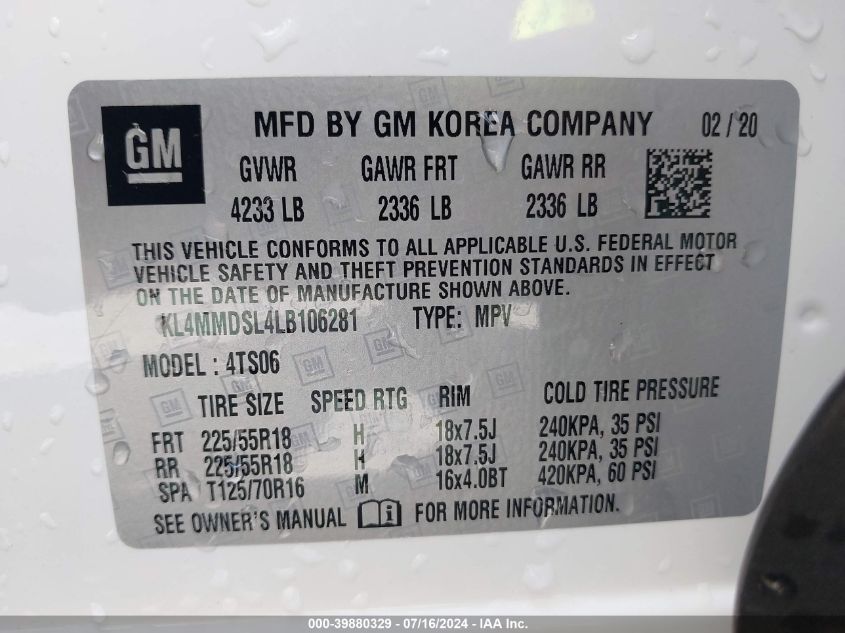 GM
MFD BY GM KOREA COMPANY 02 / 20
GVWR GAWR FRT GAWR RR
4233 LB 2336 LB 2336 LB
THIS VEHICLE CONFORMS TO ALL APPLICABLE U.S. FEDERAL MOTOR
VEHICLE SAFETY AND THEFT PREVENTION STANDARDS IN EFFECT
ON THE DATE OF MANUFACTURE SHOWN ABOVE.
KL4MMDSL4LB106281 TYPE: MPV
MODEL : 4TS06
TIRE SIZE SPEED RTG RIM COLD TIRE PRESSURE
FRT 225/55R18 H 18x7.5J 240KPA, 35 PSI
RR 225/55R18 H 18x7.5J 240KPA, 35 PSI
SPA T125/70R16 M 16x4.0BT 420KPA, 60 PSI
SEE OWNER'S MANUAL FOR MORE INFORMATION.
000-39880329 - 07/16/2024 - IAA Inc.